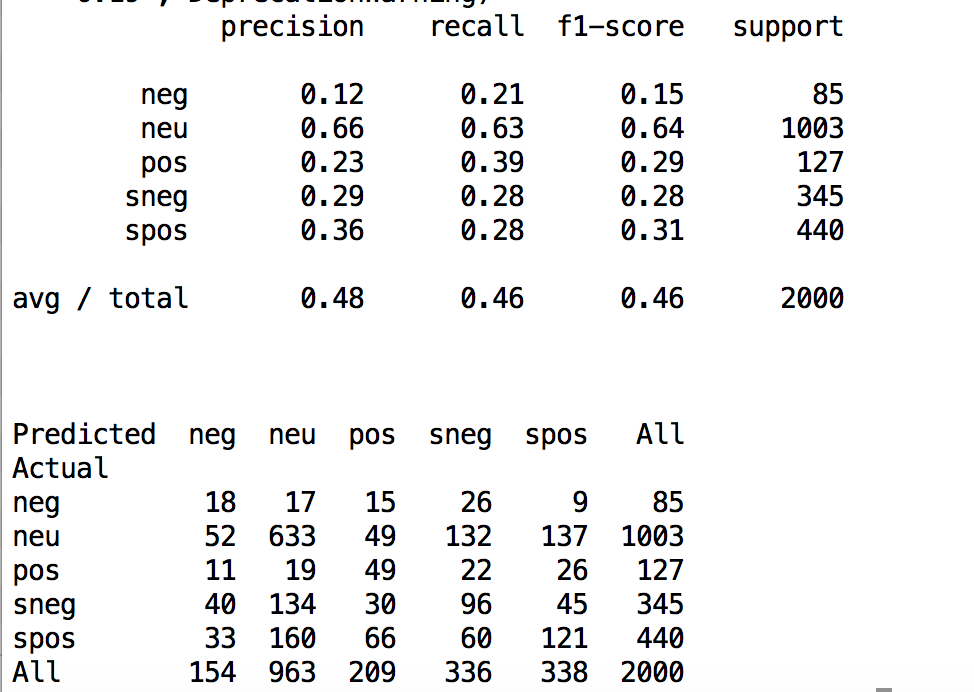 precision recall f1-score support
neg 0.12 0.21 0.15 85
neu 0.66 0.63 0.64 1003
pos 0.23 0.39 0.29 127
sneg 0.29 0.28 0.28 345
spos 0.36 0.28 0.31 440
avg / total 0.48 0.46 0.46 2000
Predicted neg neu pos sneg spos All
Actual
neg 18 17 15 26 9 85
neu 52 633 49 132 137 1003
pos 11 19 49 22 26 127
sneg 40 134 30 96 45 345
spos 33 160 66 60 121 440
All 154 963 209 336 338 2000